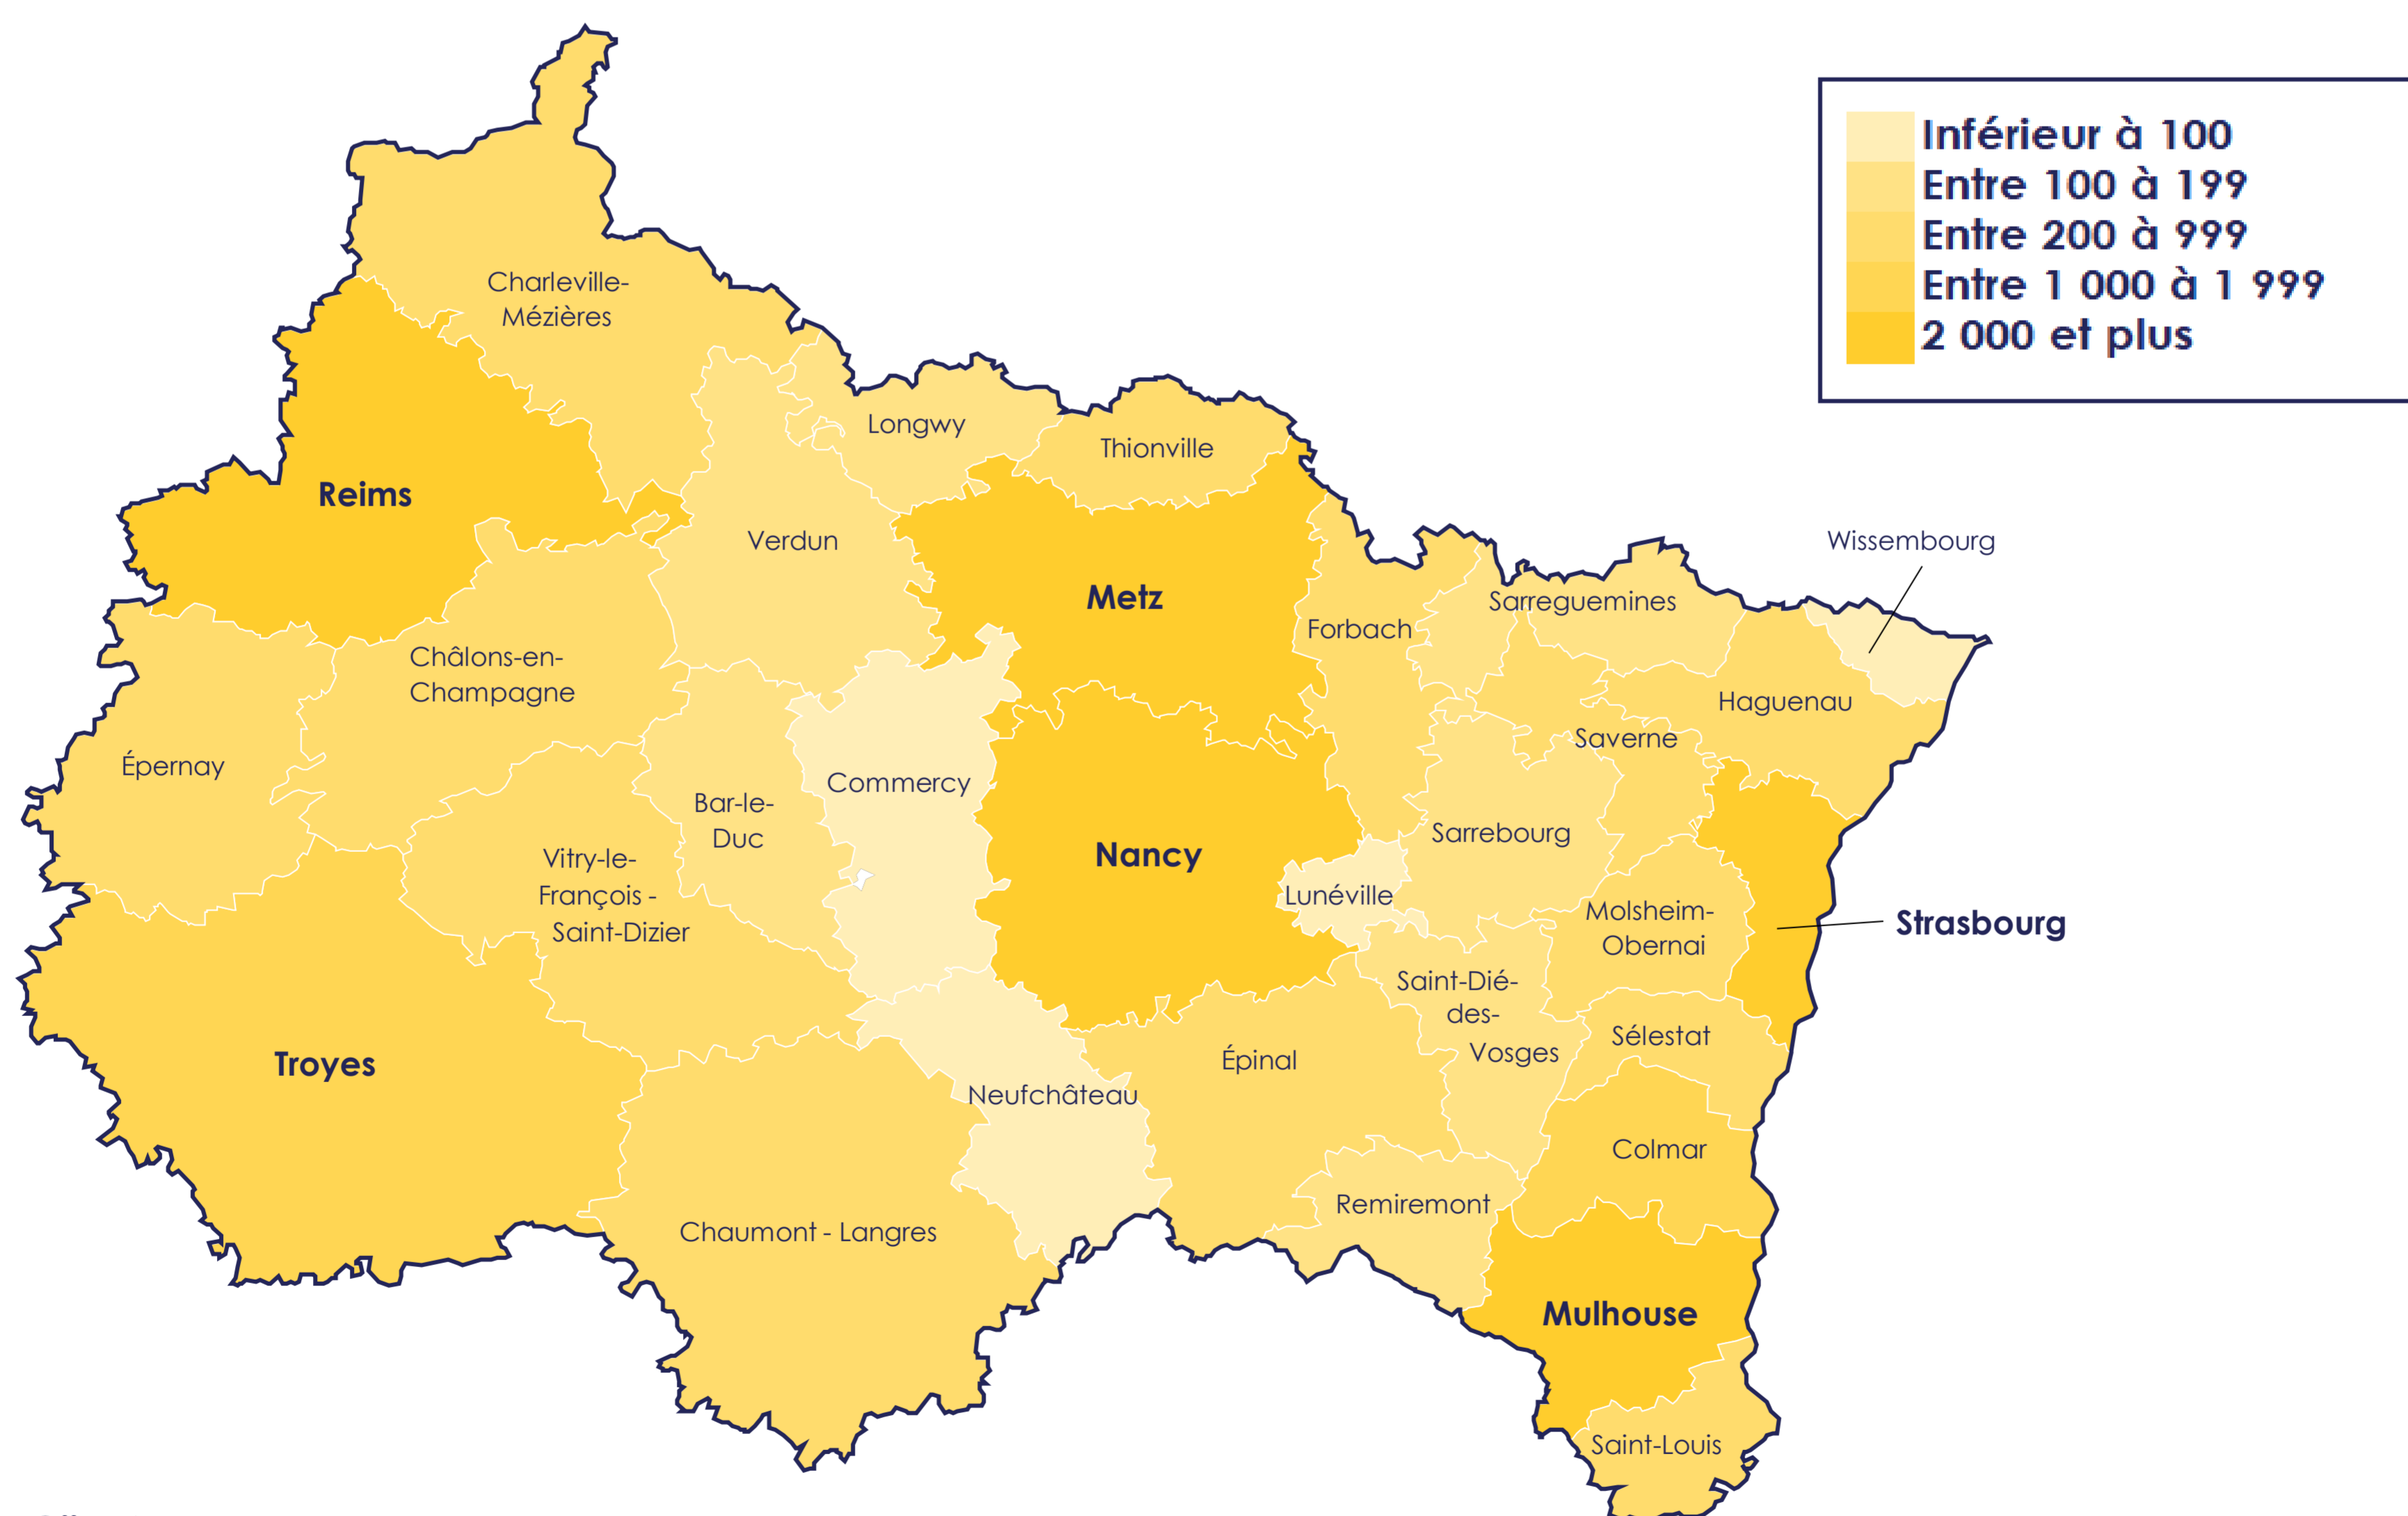 Inférieur à 100
Entre 100 à 199
Entre 200 à 999
Entre 1 000 à 1 999
2 000 et plus
Charleville-
Mézières
Longwy
Thionville
Reims
Verdun
Wissembourg
Metz
Sarreguemines
Forbach
Châlons-en-
Champagne
Haguenau
Saverne
Épernay
Commercy
Bar-le-
Duc
Sarrebourg
Nancy
Vitry-le-
François -
Saint-Dizier
Lunéville
Molsheim-
Obernai
Strasbourg
Saint-Dié-
des-
Vosges
Sélestat
Troyes
Épinal
Neufchâteau
Colmar
Remiremont
Chaumont - Langres
Mulhouse
Saint-Louis